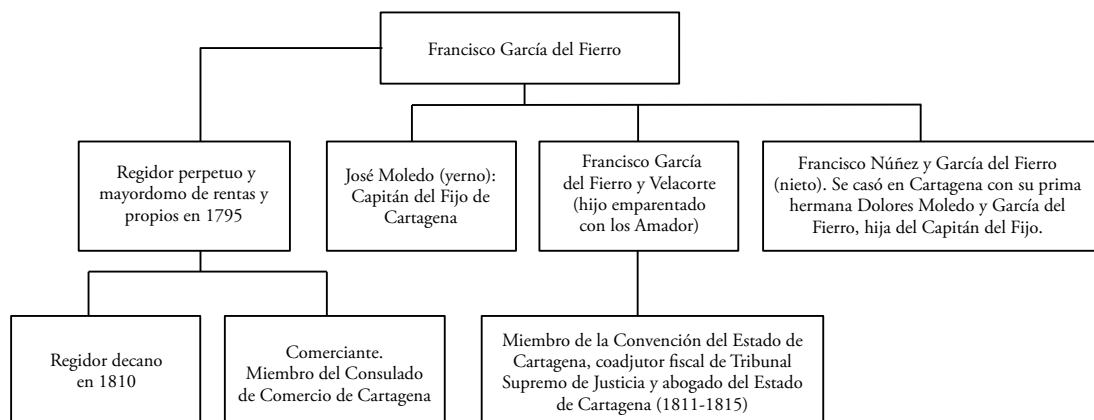 Francisco García del Fierro
Regidor perpetuo y
mayordomo de rentas y
propios en 1795
José Moledo (yerno):
Capitán del Fijo de
Cartagena
Francisco García
del Fierro y Velacorte
(hijo emparentado
con los Amador)
Francisco Núñez y García del Fierro
(nieto). Se casó en Cartagena con su prima
hermana Dolores Moledo y García del
Fierro, hija del Capitán del Fijo.
Regidor decano
en 1810
Comerciante.
Miembro del Consulado
de Comercio de Cartagena
Miembro de la Convención del Estado de
Cartagena, coadjutor fiscal de Tribunal
Supremo de Justicia y abogado del Estado
de Cartagena (1811-1815)